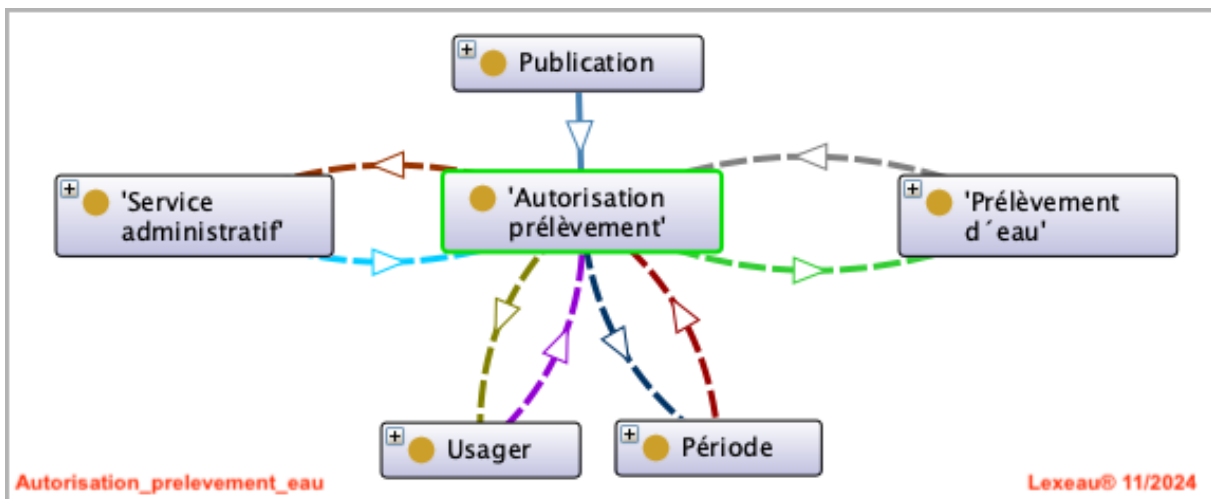 Publication
'Service
administratif'
'Autorisation
prélèvement'
'Prélèvement
d´eau'
Usager
Période
Autorisation_prelevement_eau
Lexeau® 11/2024